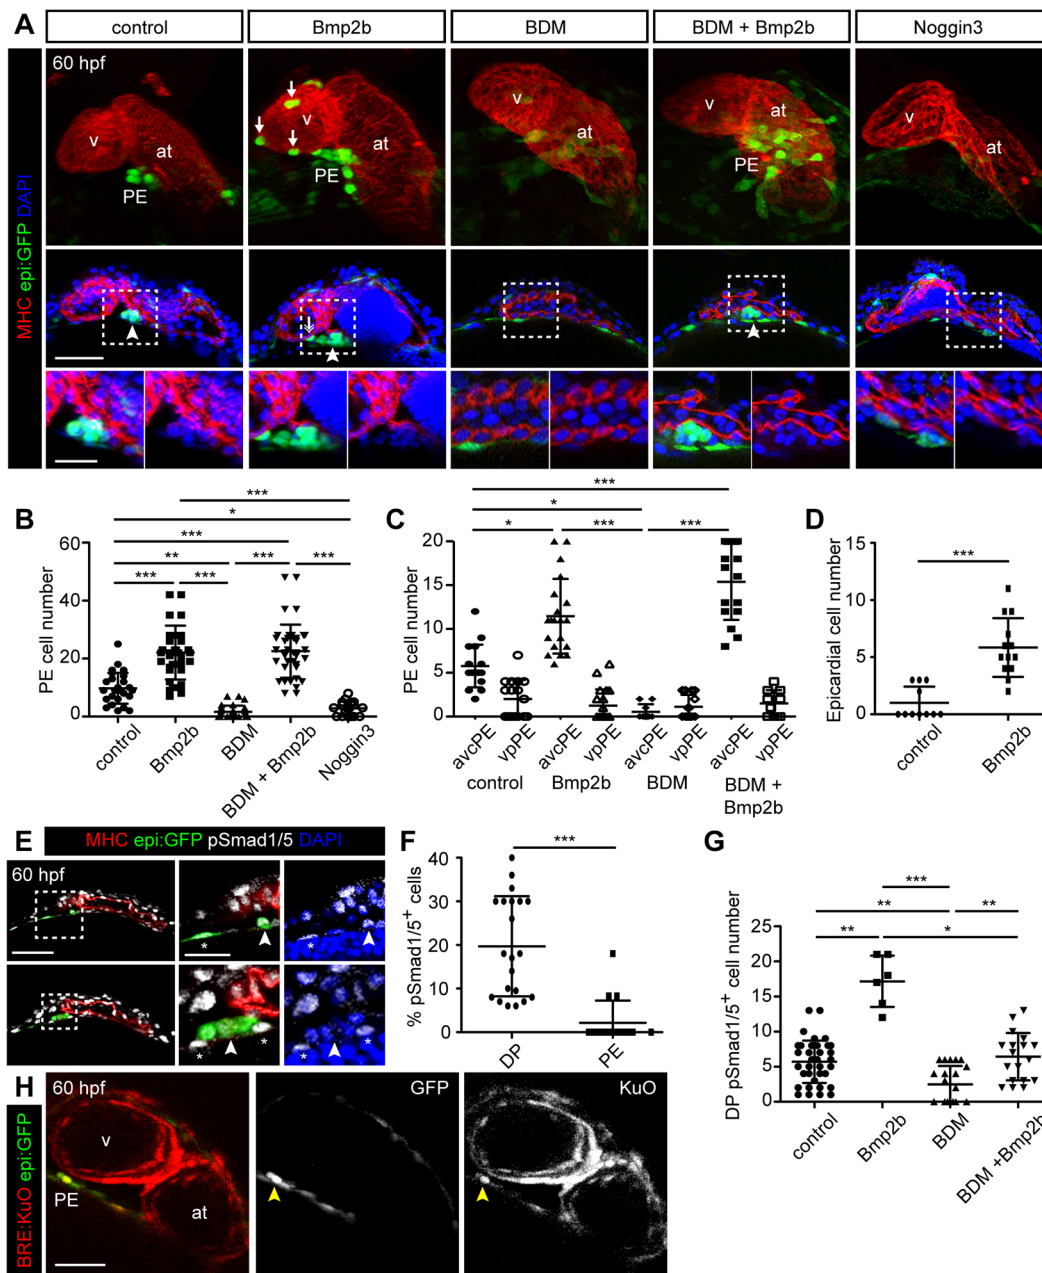 A
control
Bmp2b
BDM
BDM + Bmp2b
Noggin3
MHC epi:GFP DAPI
60 hpf
v
at
PE
v
at
PE
v
at
v
at
PE
v
at
B
PE cell number
60
40
20
0
***
*
***
** ***
*** *** ***
control
Bmp2b
BDM
BDM + Bmp2b
Noggin3
C
PE cell number
20
15
10
5
0
***
*
* *** ***
avcPE
vpPE
avcPE
vpPE
avcPE
vpPE
avcPE
vpPE
control
Bmp2b
BDM
BDM +
Bmp2b
D
Epicardial cell number
15
10
5
0
***
control
Bmp2b
E
MHC epi:GFP pSmad1/5 DAPI
60 hpf
*
*
* *
* *
F
% pSmad1/5+ cells
40
30
20
10
0
***
DP
PE
G
DP pSmad1/5+ cell number
25
20
15
10
5
0
***
** **
** *
control
Bmp2b
BDM
BDM +Bmp2b
H
BRE:KuO epi:GFP
60 hpf
v
PE
at
GFP
KuO